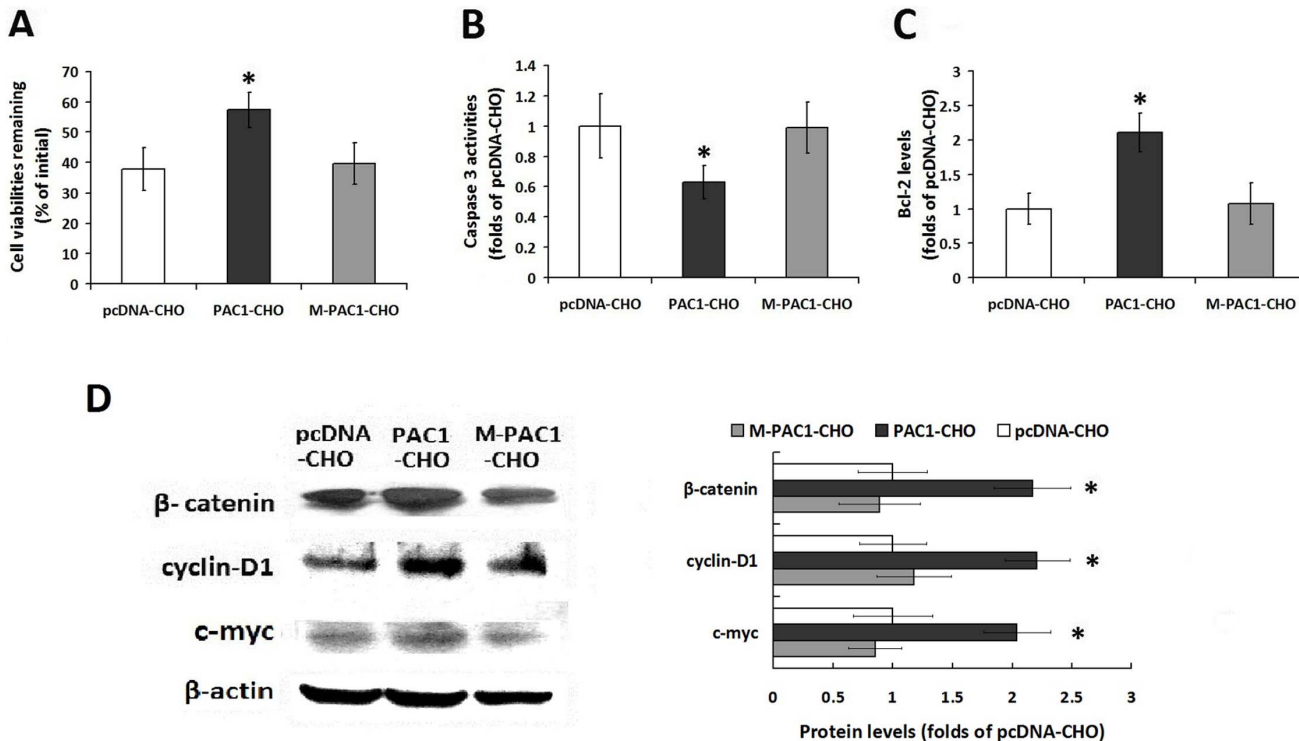 A
Cell viabilities remaining
(% of initial)
70
60
50
40
30
20
10
0
*
pcDNA-CHO PAC1-CHO M-PAC1-CHO
B
Caspase 3 activities
(folds of pcDNA-CHO)
1.4
1.2
1
0.8
0.6
0.4
0.2
0
*
pcDNA-CHO PAC1-CHO M-PAC1-CHO
C
Bcl-2 levels
(folds of pcDNA-CHO)
3
2.5
2
1.5
1
0.5
0
*
pcDNA-CHO PAC1-CHO M-PAC1-CHO
D
pcDNA PAC1 M-PAC1
-CHO -CHO -CHO
β- catenin
cyclin-D1
c-myc
β-actin
M-PAC1-CHO PAC1-CHO pcDNA-CHO
β-catenin *
cyclin-D1 *
c-myc *
0 0.5 1 1.5 2 2.5 3
Protein levels (folds of pcDNA-CHO)